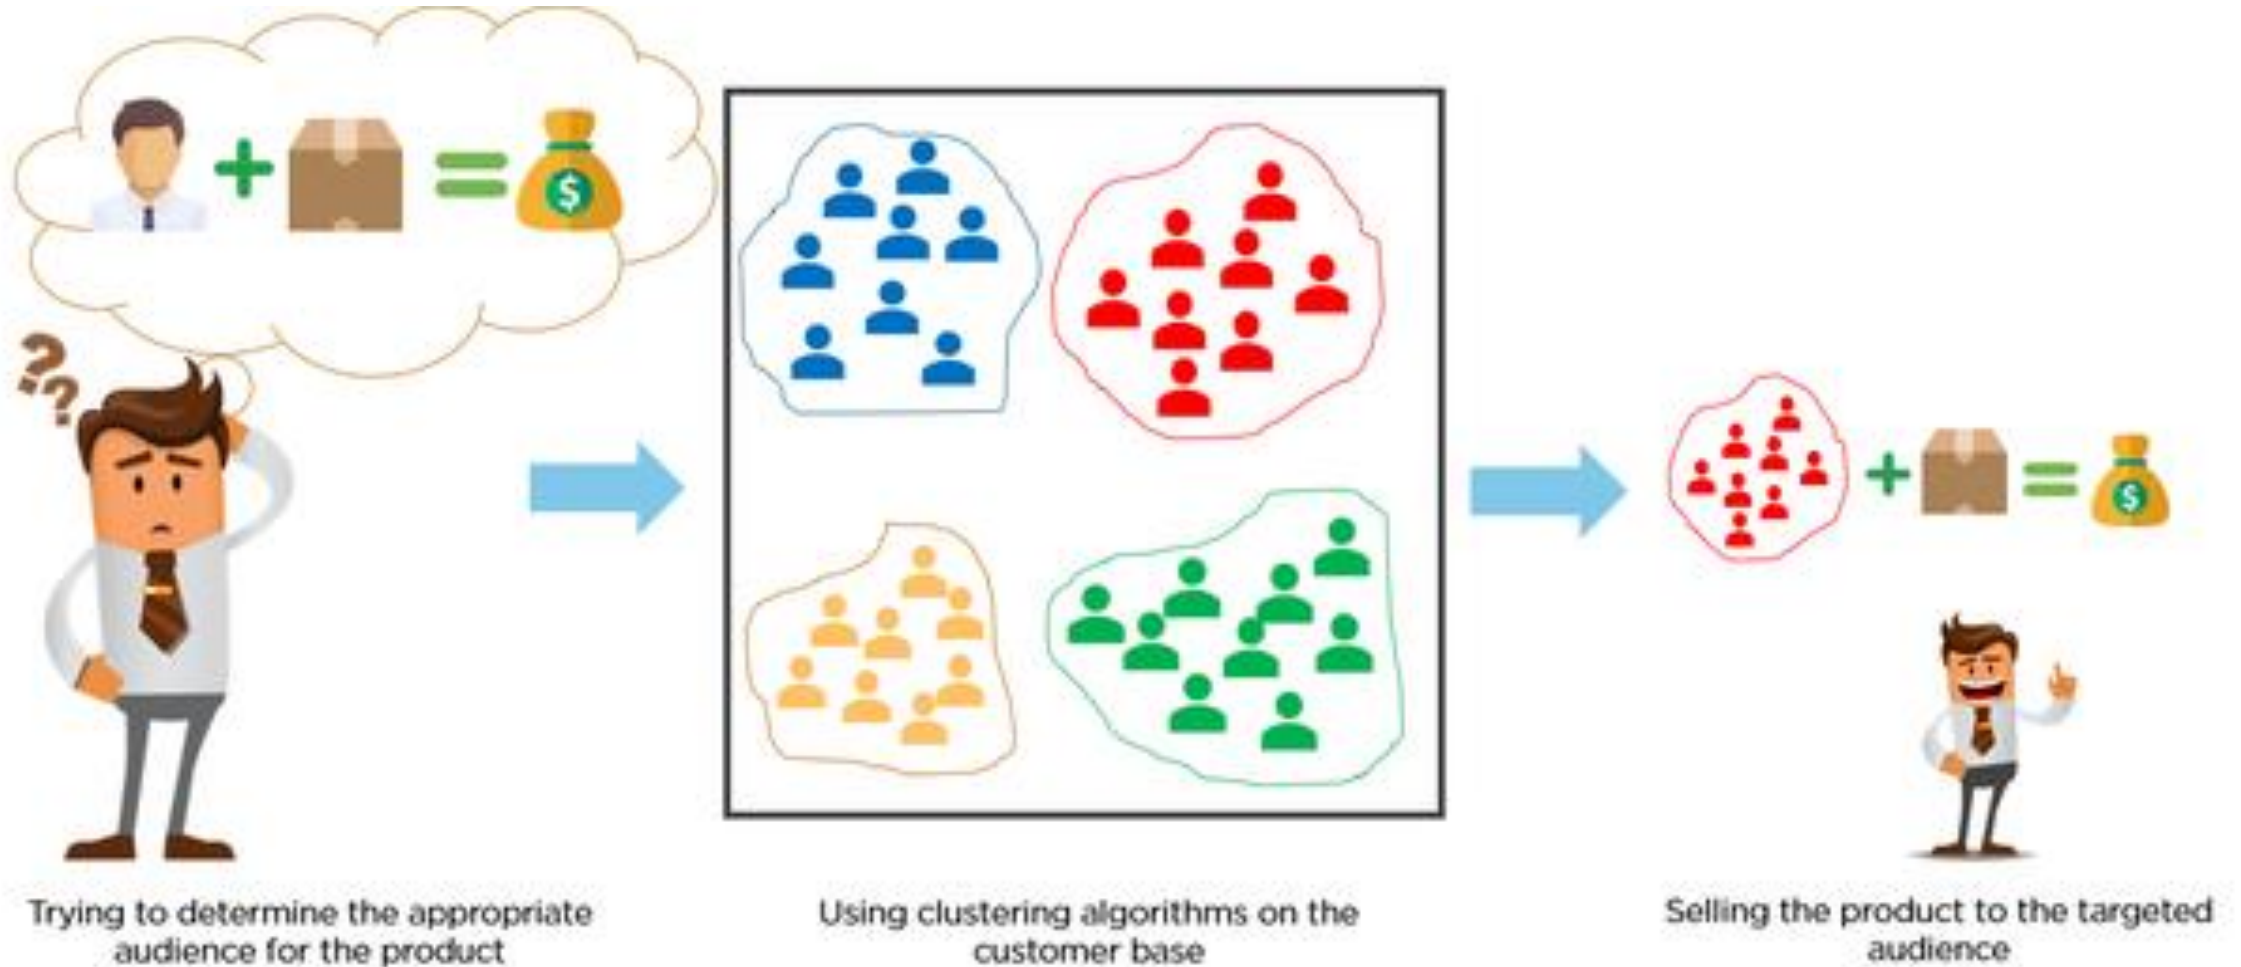 $
??
$
Trying to determine the appropriate
audience for the product
Using clustering algorithms on the
customer base
Selling the product to the targeted
audience